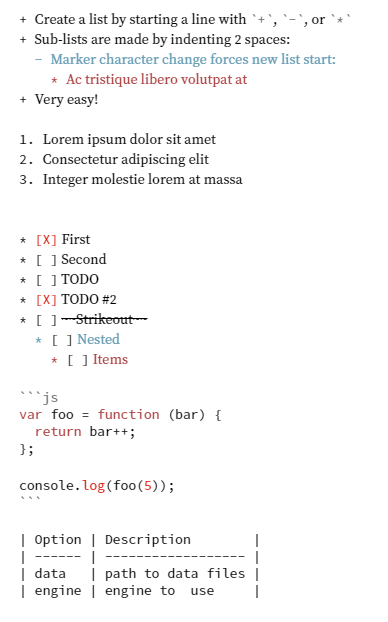 + Create a list by starting a line with `+`, `-`, or `*`
+ Sub-lists are made by indenting 2 spaces:
  - Marker character change forces new list start:
    * Ac tristique libero volutpat at
+ Very easy!

1. Lorem ipsum dolor sit amet
2. Consectetur adipiscing elit
3. Integer molestie lorem at massa

* [X] First
* [ ] Second
* [ ] TODO
* [X] TODO #2
* [ ] ~~Strikeout~~
  * [ ] Nested
    * [ ] Items

```js
var foo = function (bar) {
  return bar++;
};

console.log(foo(5));
```

| Option | Description        |
| ------ | ------------------ |
| data   | path to data files |
| engine | engine to  use     |